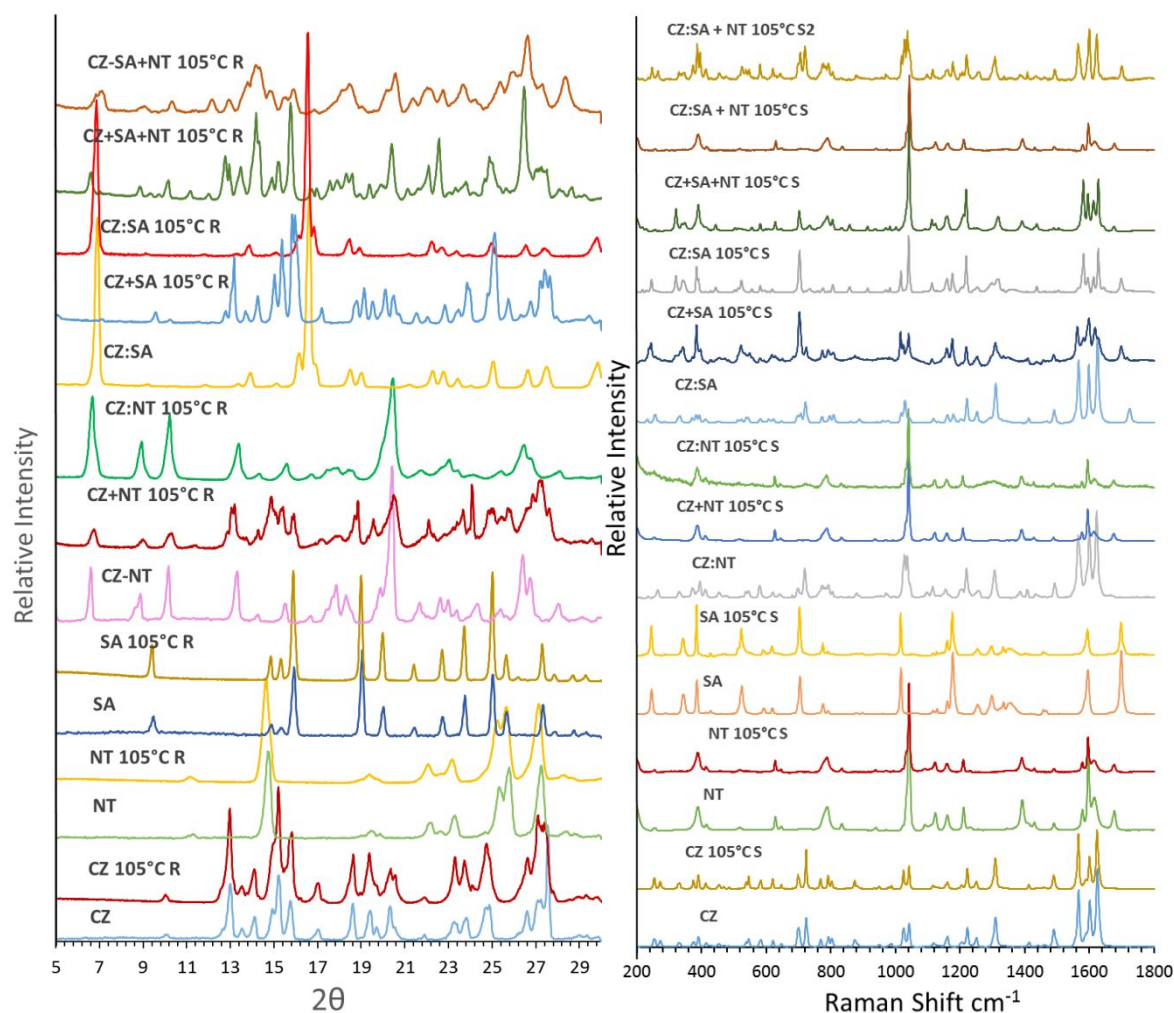 CZ-SA+NT 105°C R
CZ+SA+NT 105°C R
CZ:SA 105°C R
CZ+SA 105°C R
CZ:SA
CZ:NT 105°C R
CZ+NT 105°C R
CZ-NT
SA 105°C R
SA
NT 105°C R
NT
CZ 105°C R
CZ
Relative Intensity
5 7 9 11 13 15 17 19 21 23 25 27 29
2θ
CZ:SA + NT 105°C S2
CZ:SA + NT 105°C S
CZ+SA+NT 105°C S
CZ:SA 105°C S
CZ+SA 105°C S
CZ:SA
CZ:NT 105°C S
CZ+NT 105°C S
CZ:NT
SA 105°C S
SA
NT 105°C S
NT
CZ 105°C S
CZ
Relative Intensity
200 400 600 800 1000 1200 1400 1600 1800
Raman Shift cm-1